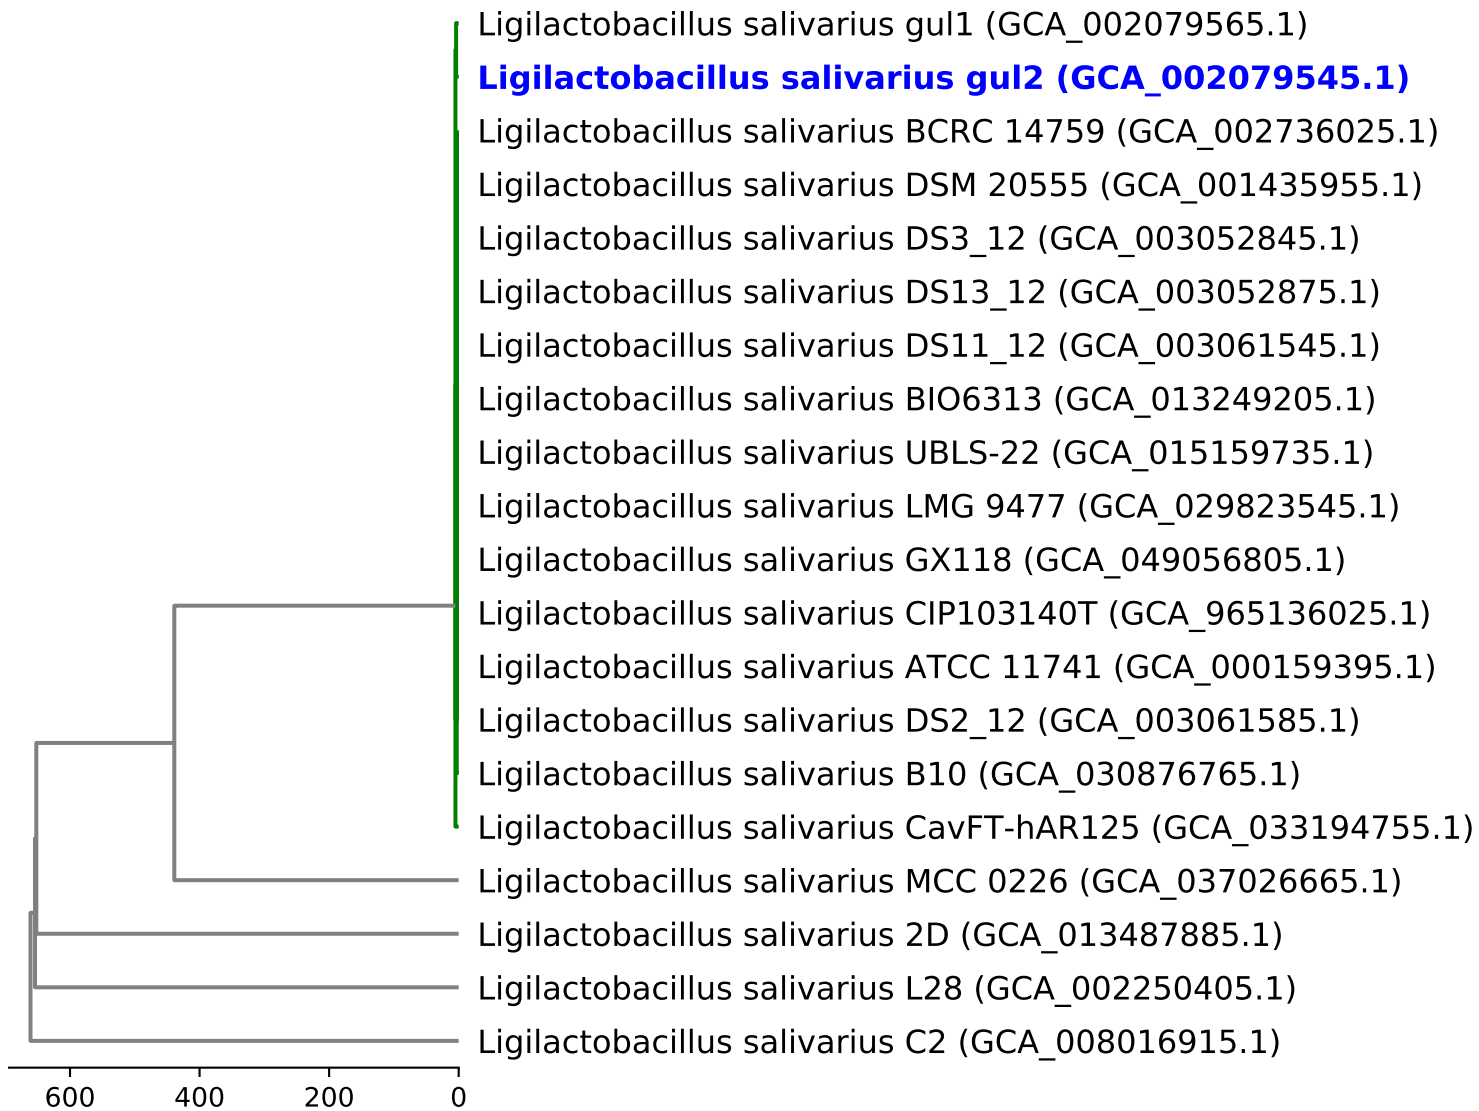 Ligilactobacillus salivarius gul1 (GCA_002079565.1)
Ligilactobacillus salivarius gul2 (GCA_002079545.1)
Ligilactobacillus salivarius BCRC 14759 (GCA_002736025.1)
Ligilactobacillus salivarius DSM 20555 (GCA_001435955.1)
Ligilactobacillus salivarius DS3_12 (GCA_003052845.1)
Ligilactobacillus salivarius DS13_12 (GCA_003052875.1)
Ligilactobacillus salivarius DS11_12 (GCA_003061545.1)
Ligilactobacillus salivarius BIO6313 (GCA_013249205.1)
Ligilactobacillus salivarius UBLS-22 (GCA_015159735.1)
Ligilactobacillus salivarius LMG 9477 (GCA_029823545.1)
Ligilactobacillus salivarius GX118 (GCA_049056805.1)
Ligilactobacillus salivarius CIP103140T (GCA_965136025.1)
Ligilactobacillus salivarius ATCC 11741 (GCA_000159395.1)
Ligilactobacillus salivarius DS2_12 (GCA_003061585.1)
Ligilactobacillus salivarius B10 (GCA_030876765.1)
Ligilactobacillus salivarius CavFT-hAR125 (GCA_033194755.1)
Ligilactobacillus salivarius MCC 0226 (GCA_037026665.1)
Ligilactobacillus salivarius 2D (GCA_013487885.1)
Ligilactobacillus salivarius L28 (GCA_002250405.1)
Ligilactobacillus salivarius C2 (GCA_008016915.1)
600 400 200 0